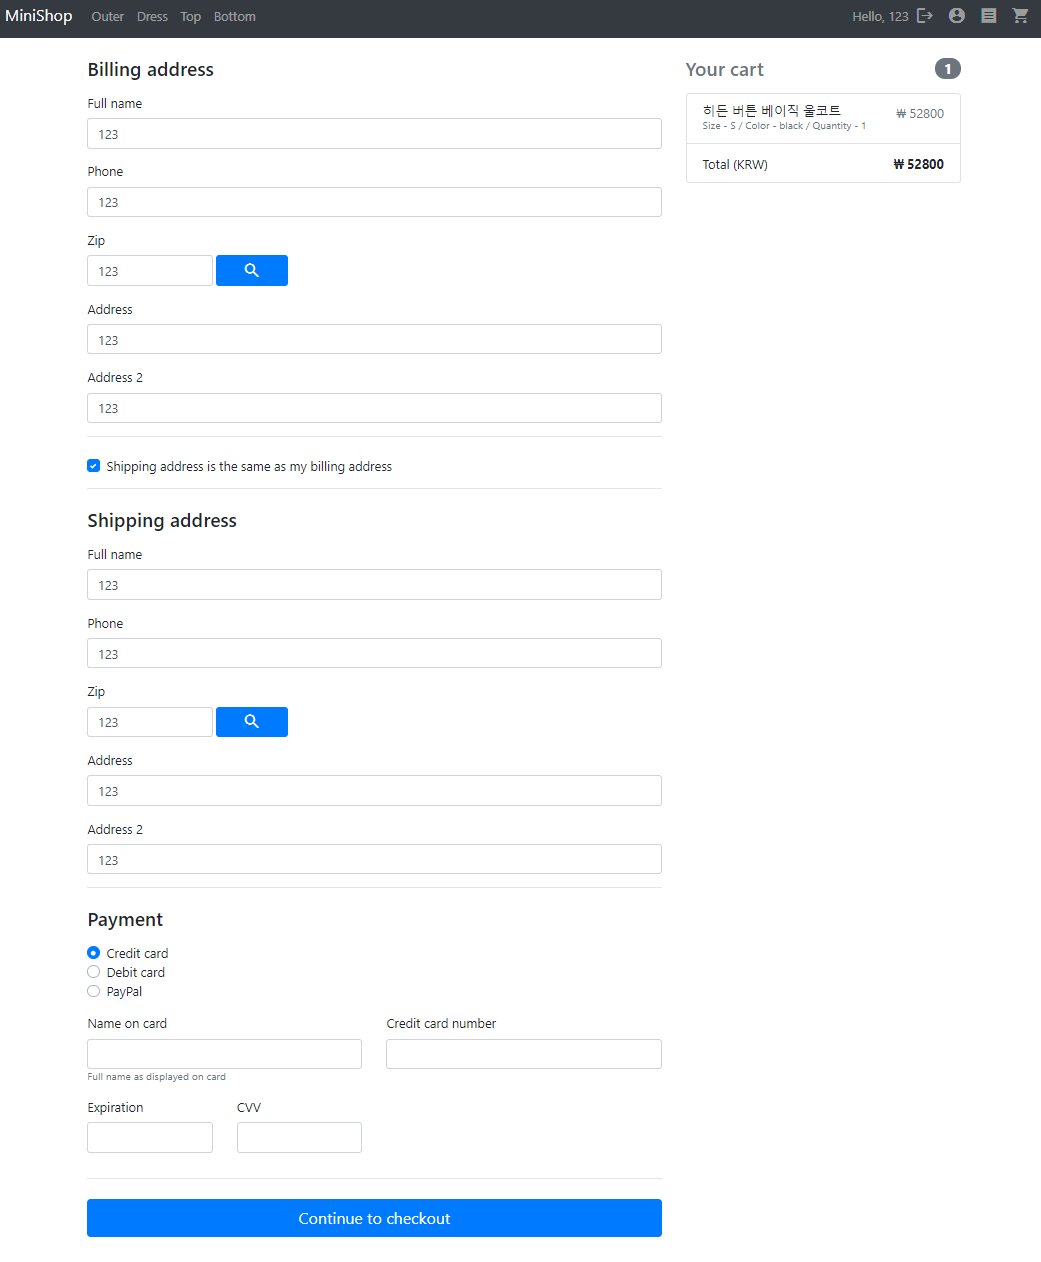 MiniShop Outer Dress Top Bottom Hello, 123
Billing address
Full name
123
Phone
123
Zip
123
Address
123
Address 2
123
Shipping address is the same as my billing address
Shipping address
Full name
123
Phone
123
Zip
123
Address
123
Address 2
123
Payment
Credit card
Debit card
PayPal
Name on card Credit card number
Full name as displayed on card
Expiration CVV
Continue to checkout
Your cart 1
히든 버튼 베이직 울코트 ₩ 52800
Size - S / Color - black / Quantity - 1
Total (KRW) ₩ 52800